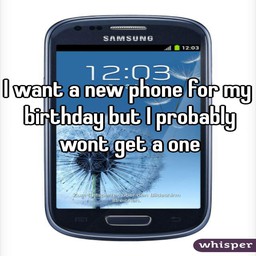 SAMSUNG
12:03
12:03
I want a new phone for my
birthday but I probably
wont get a one
whisper